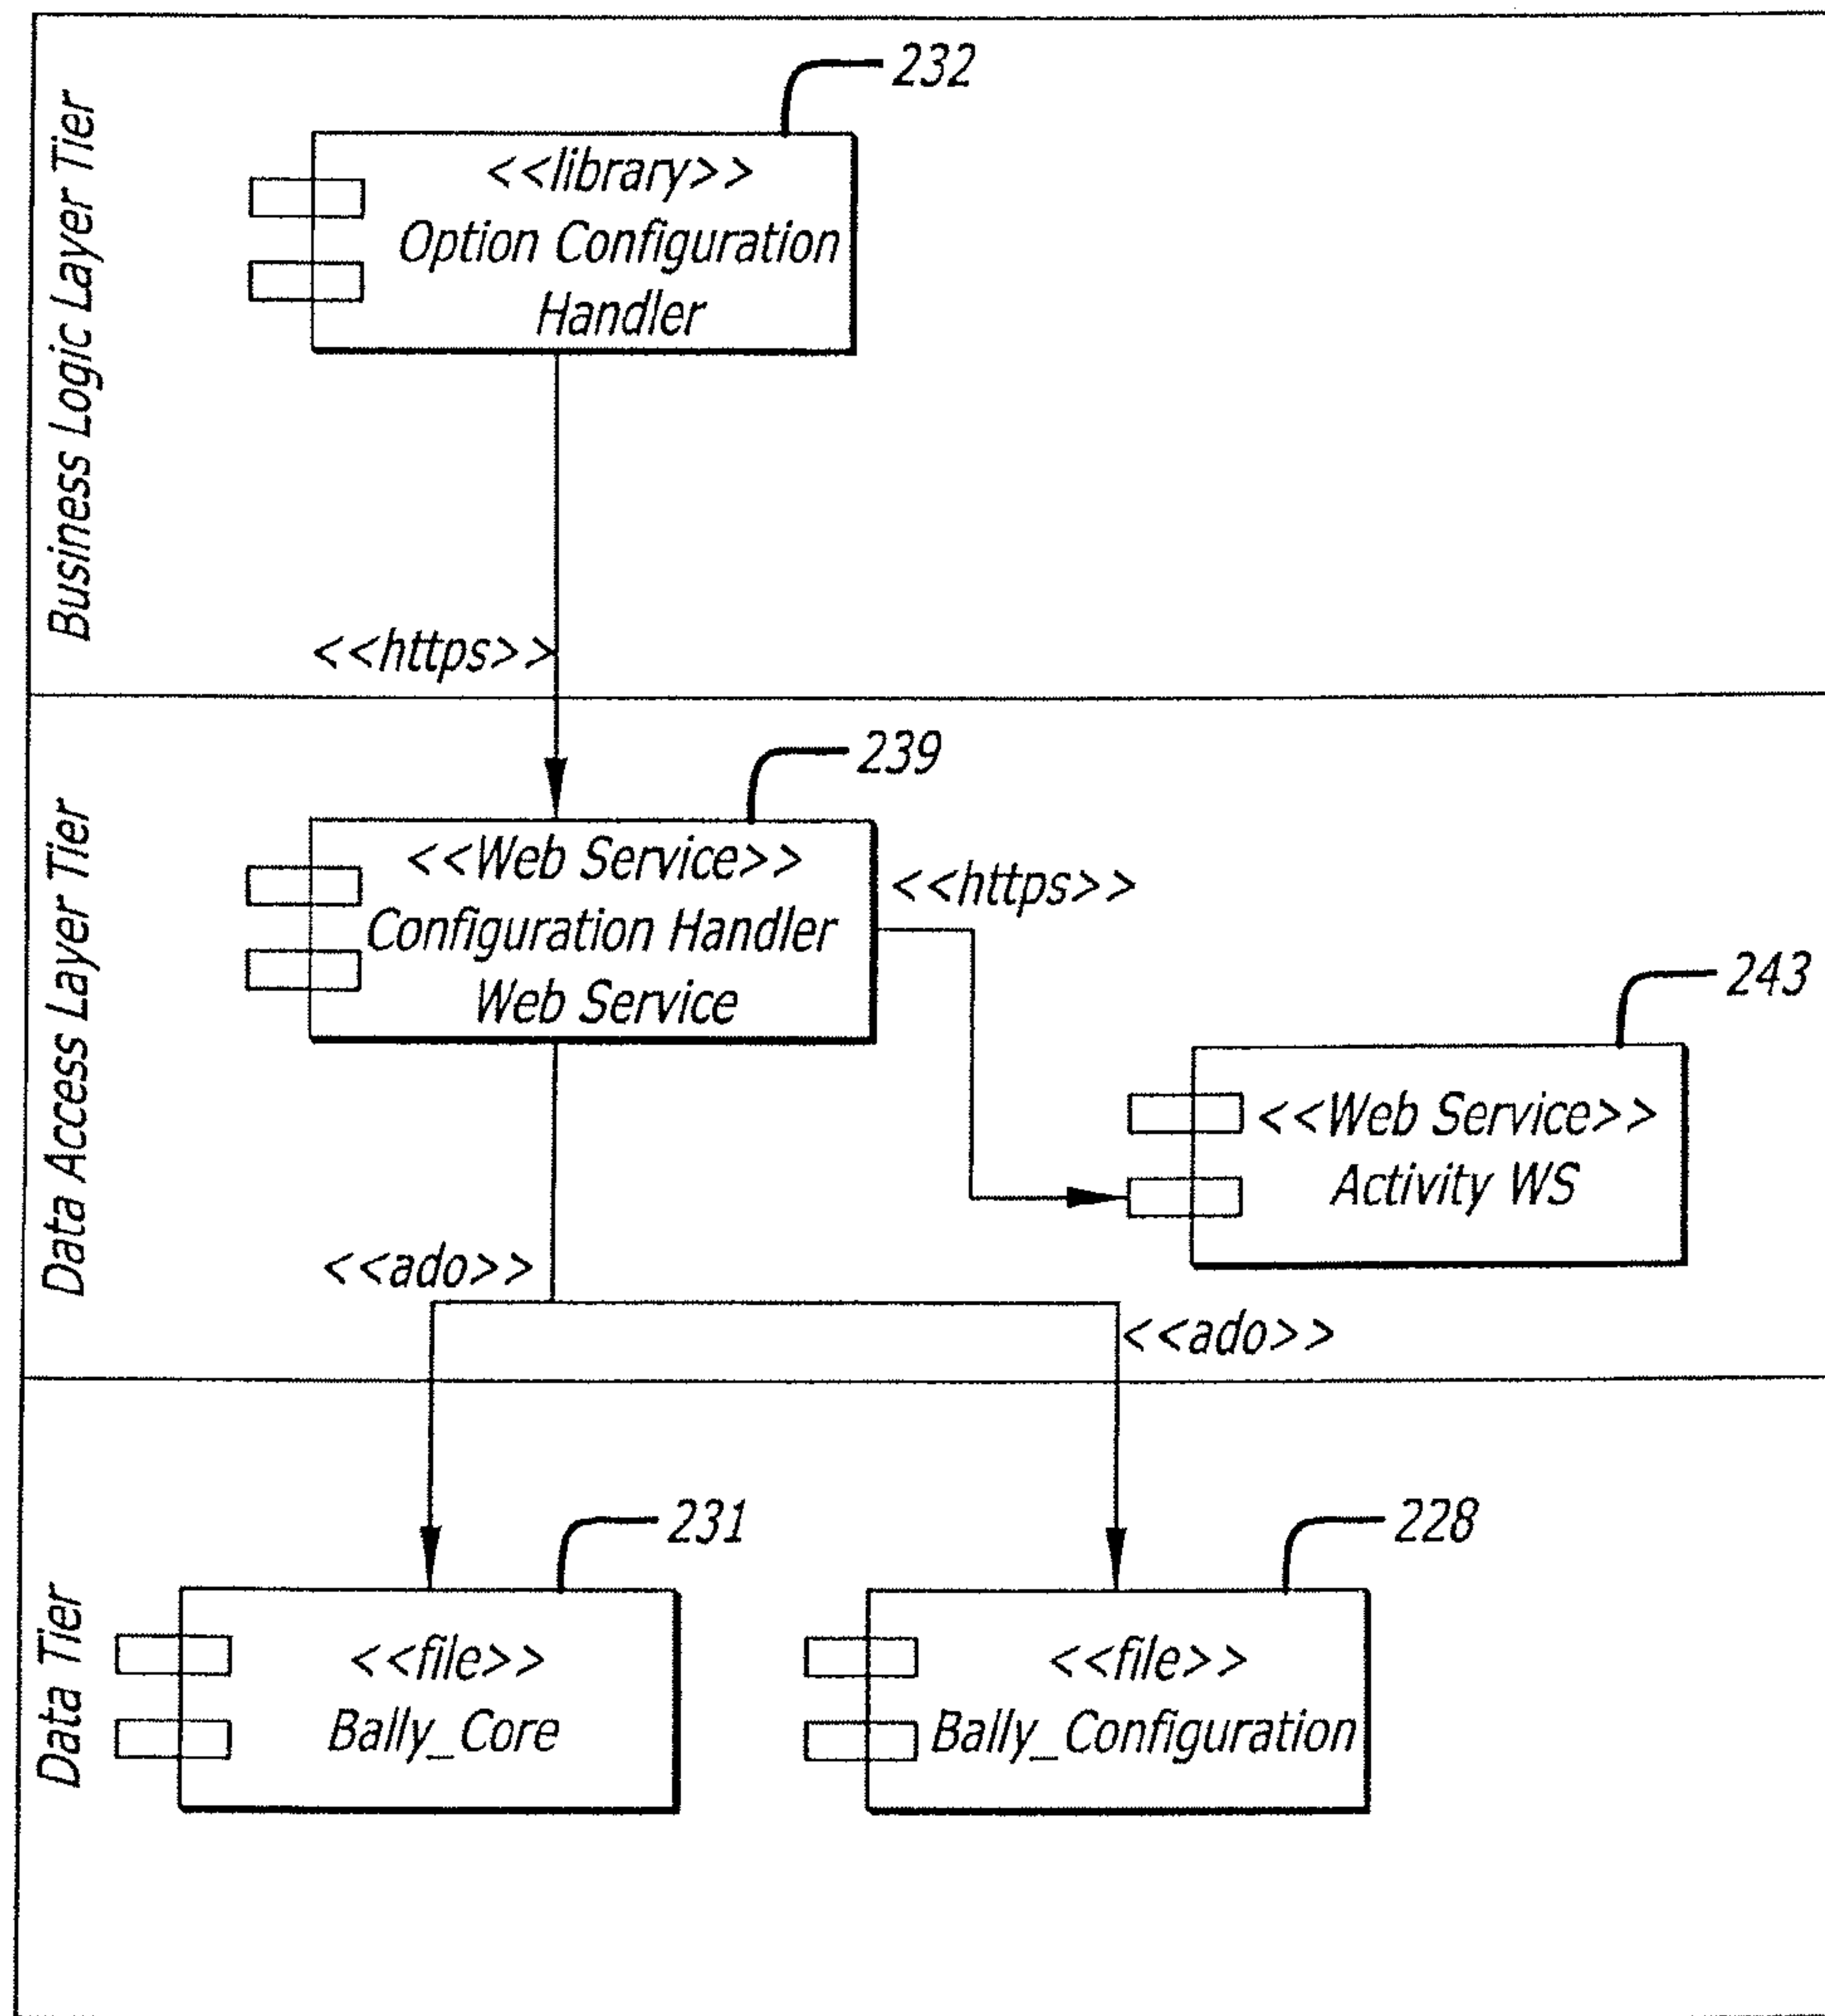 Business Logic Layer Tier
232
<<library>>
Option Configuration
Handler
<<https>>
Data Access Layer Tier
239
<<Web Service>>
Configuration Handler
Web Service
<<https>>
243
<<Web Service>>
Activity WS
<<ado>>
<<ado>>
Data Tier
231
<<file>>
Bally_Core
228
<<file>>
Bally_Configuration